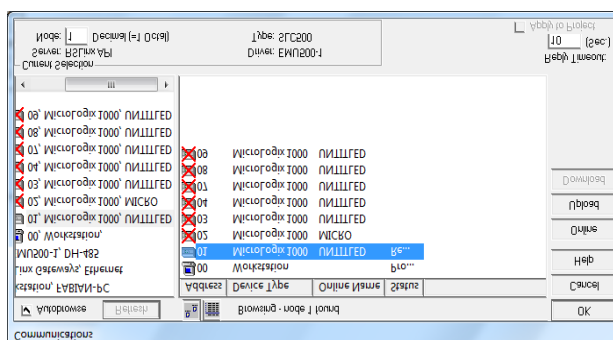 Communications
Autobrowse
Refresh
Browsing - node 1 found
kstation, FABIAN-PC
inx Gateways, Ethernet
MU500-1, DH-485
00, Workstation,
01, MicroLogix 1000, UNTITLED
02, MicroLogix 1000, MICRO
03, MicroLogix 1000, UNTITLED
04, MicroLogix 1000, UNTITLED
07, MicroLogix 1000, UNTITLED
08, MicroLogix 1000, UNTITLED
09, MicroLogix 1000, UNTITLED
Address Device Type Online Name Status
00 Workstation Pro...
01 MicroLogix 1000 UNTITLED Re...
02 MicroLogix 1000 MICRO
03 MicroLogix 1000 UNTITLED
04 MicroLogix 1000 UNTITLED
07 MicroLogix 1000 UNTITLED
08 MicroLogix 1000 UNTITLED
09 MicroLogix 1000 UNTITLED
OK
Cancel
Help
Online
Upload
Download
Current Selection
Server: RSLinx API
Driver: EMU500-1
Node: 1 Decimal (=1 Octal)
Type: SLC500
Reply Timeout:
10 (Sec.)
Apply to Project